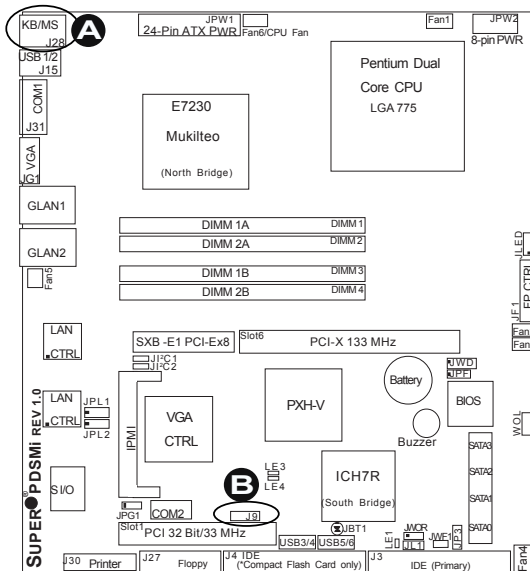 KB/MS
J28
A
JPW1
24-Pin ATX PWR
Fan6/CPU Fan
Fan1
JPW2
8-pin PWR
USB 1/2
J15
COM1
J31
VGA
JG1
Pentium Dual
Core CPU
LGA 775
E7230
Mukilteo
(North Bridge)
GLAN1
GLAN2
Fan5
DIMM 1A
DIMM 1
DIMM 2A
DIMM 2
DIMM 1B
DIMM 3
DIMM 2B
DIMM 4
JLED
FP CTRL
JF1
Fan
Fan
LAN
CTRL
SXB -E1 PCI-Ex8
Slot6
PCI-X 133 MHz
JI²C1
JI²C2
JWD
JPF
Battery
BIOS
Buzzer
WOL
LAN
CTRL
JPL1
JPL2
IPMI
VGA
CTRL
PXH-V
SATA3
SATA2
SATA1
SATA0
LE3
LE4
ICH7R
(South Bridge)
S I/O
SUPER® PDSMi REV 1.0
JPG1
COM2
B
J9
JBT1
Slot1
PCI 32 Bit/33 MHz
USB3/4
USB5/6
LE1
JWOR
JL1
JWF1
JP3
Fan4
J30
Printer
J27
Floppy
J4 IDE
(*Compact Flash Card only)
J3
IDE (Primary)